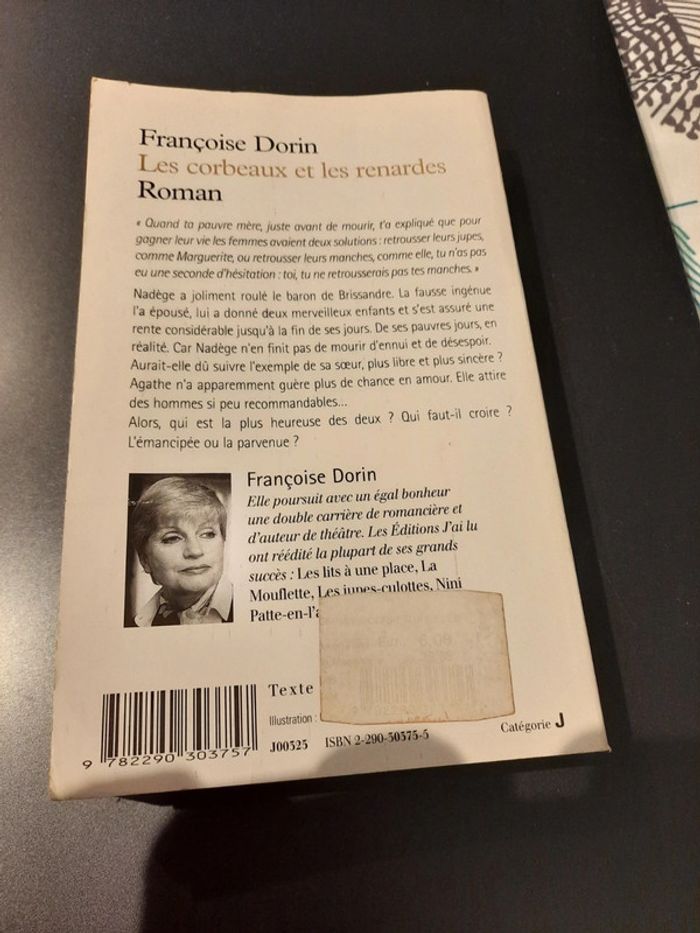 Françoise Dorin
Les corbeaux et les renardes
Roman
« Quand ta pauvre mère, juste avant de mourir, t'a expliqué que pour
gagner leur vie les femmes avaient deux solutions : retrousser leurs jupes,
comme Marguerite, ou retrousser leurs manches, comme elle, tu n'as pas
eu une seconde d'hésitation : toi, tu ne retrousserais pas tes manches. »
Nadège a joliment roulé le baron de Brissandre. La fausse ingénue
l'a épousé, lui a donné deux merveilleux enfants et s'est assuré une
rente considérable jusqu'à la fin de ses jours. De ses pauvres jours, en
réalité. Car Nadège n'en finit pas de mourir d'ennui et de désespoir.
Aurait-elle dû suivre l'exemple de sa sœur, plus libre et plus sincère ?
Agathe n'a apparemment guère plus de chance en amour. Elle attire
des hommes si peu recommandables...
Alors, qui est la plus heureuse des deux ? Qui faut-il croire ?
L'émancipée ou la parvenue ?
Françoise Dorin
Elle poursuit avec un égal bonheur
une double carrière de romancière et
d'auteur de théâtre. Les Éditions J'ai lu
ont réédité la plupart de ses grands
succès : Les lits à une place, La
Mouflette, Les jupes-culottes, Nini
Patte-en-l'a
Texte
Illustration :
J00325 ISBN 2-290-30375-5
Catégorie J
9 782290 303757